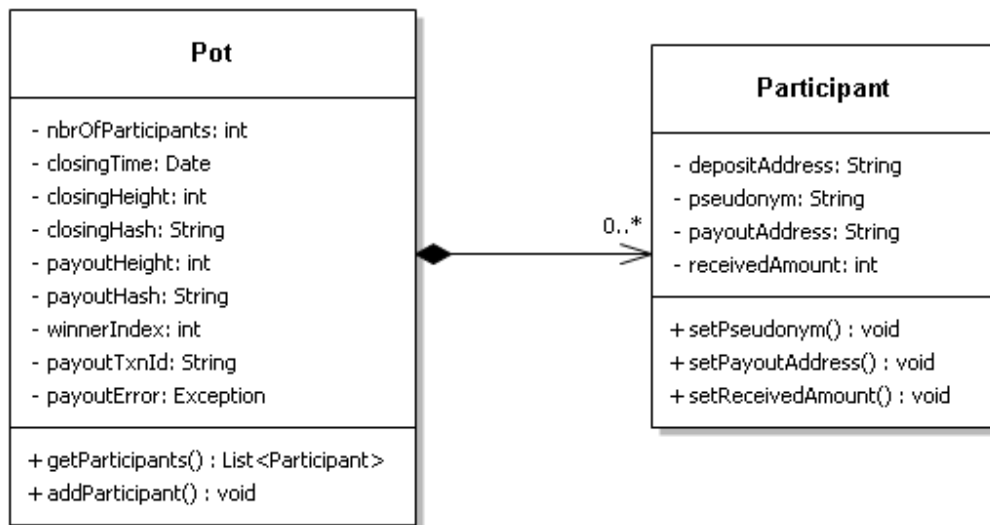 Pot
- nbrOfParticipants: int
- closingTime: Date
- closingHeight: int
- closingHash: String
- payoutHeight: int
- payoutHash: String
- winnerIndex: int
- payoutTxnId: String
- payoutError: Exception
+ getParticipants() : List<Participant>
+ addParticipant() : void
0..*
Participant
- depositAddress: String
- pseudonym: String
- payoutAddress: String
- receivedAmount: int
+ setPseudonym() : void
+ setPayoutAddress() : void
+ setReceivedAmount() : void